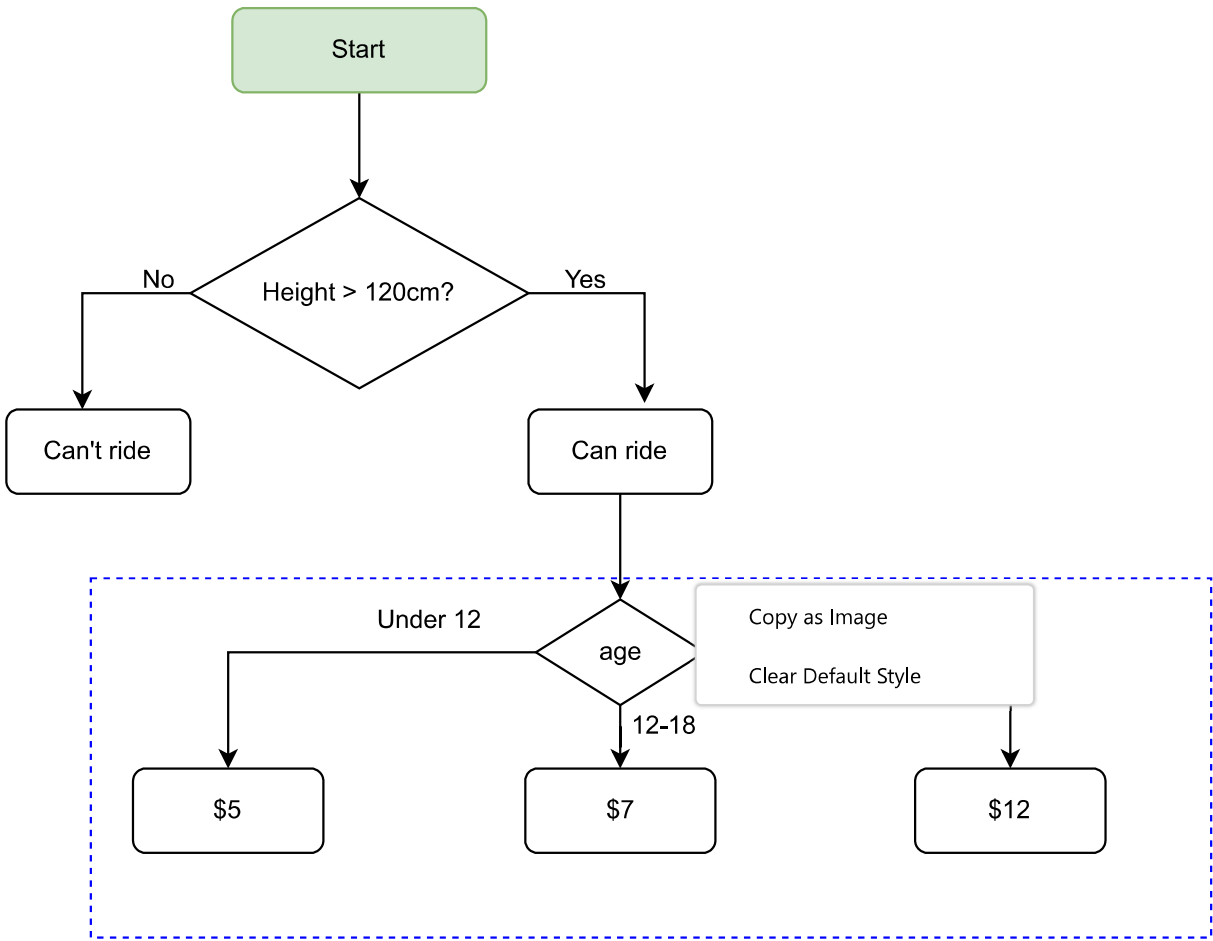 Start
No
Yes
Height > 120cm?
Can't ride
Can ride
Under 12
Copy as Image
age
Clear Default Style
12-18
$5
$7
$12